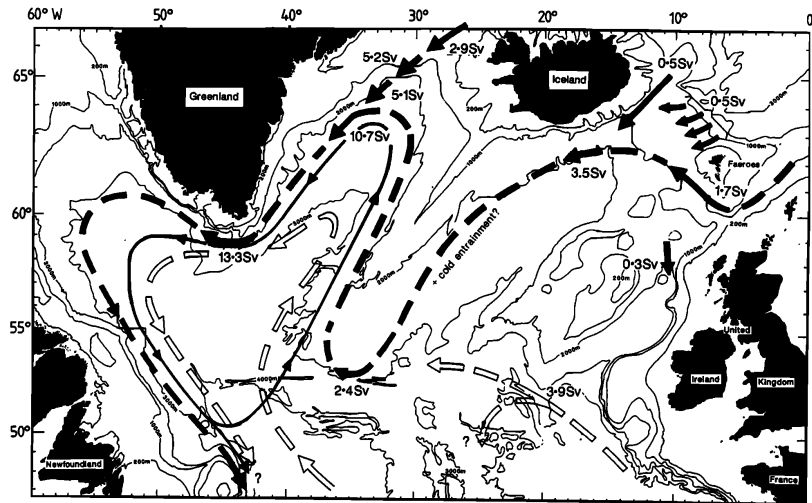 60° W
50°
40°
30°
20°
10°
0
65°
60°
55°
50°
Greenland
Iceland
Faeroes
United
Kingdom
Ireland
France
Newfoundland
5·2Sv
2·9Sv
5·1Sv
10·7Sv
0·5Sv
0·5Sv
3.5Sv
1·7Sv
13·3Sv
0·3Sv
+ cold entrainment?
2·4Sv
3·9Sv
?
?
200m
200m
1000m
2000m
3000m
4000m